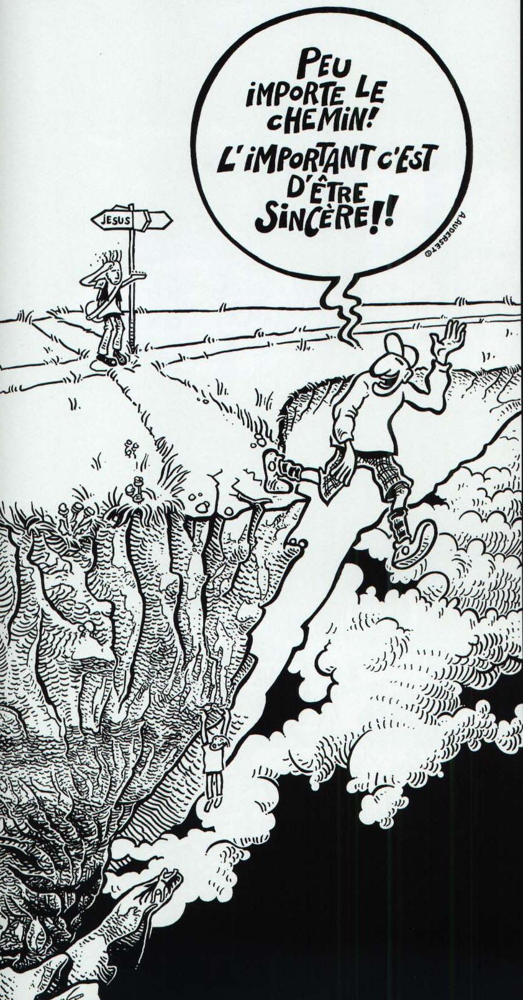 PEU
iMPORTE LE
CHEMiN!
L'iMPORTANT C'EST
D'ÊTRE
SiNCÈRE!!
A.AUDERSET©
JESUS